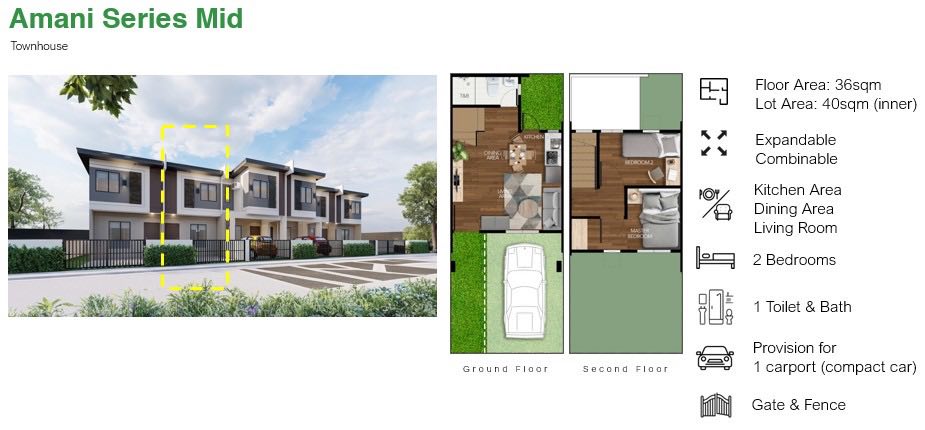 Amani Series Mid
Townhouse
T&B
KITCHEN
DINING
AREA
LIVING
AREA
BEDROOM 2
MASTER
BEDROOM
Ground Floor
Second Floor
Floor Area: 36sqm
Lot Area: 40sqm (inner)
Expandable
Combinable
Kitchen Area
Dining Area
Living Room
2 Bedrooms
1 Toilet & Bath
Provision for
1 carport (compact car)
Gate & Fence